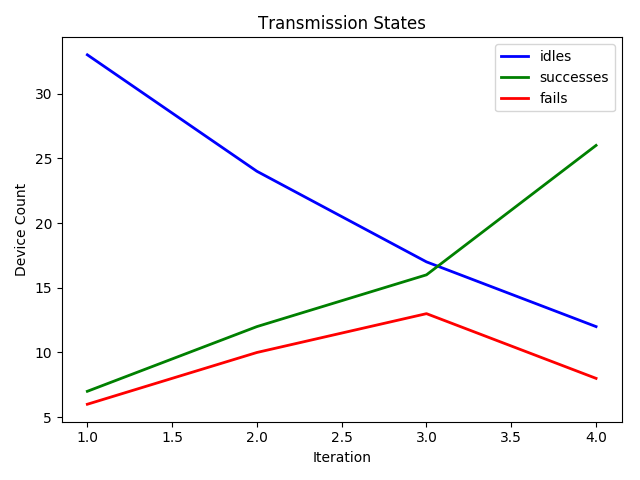 Transmission States
idles
successes
fails
Device Count
30
25
20
15
10
5
1.0 1.5 2.0 2.5 3.0 3.5 4.0
Iteration